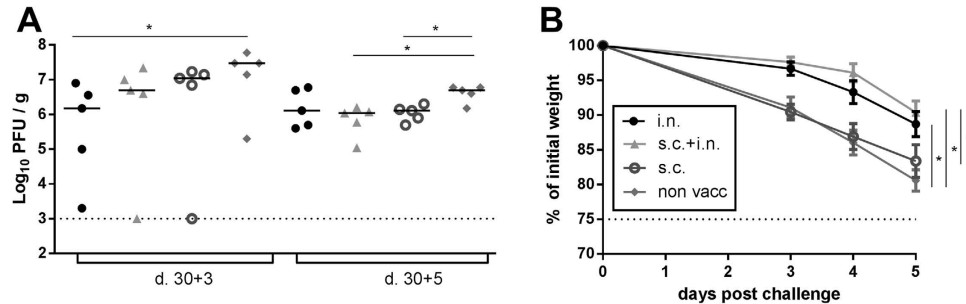 A
*
*
*
8
7
6
5
4
3
2
Log10 PFU / g
d. 30+3
d. 30+5
B
100
95
90
85
80
75
70
% of initial weight
i.n.
s.c.+i.n.
s.c.
non vacc
*
*
0
1
2
3
4
5
days post challenge